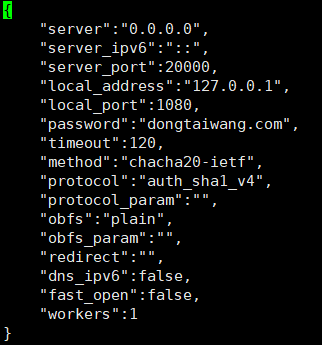 {
"server":"0.0.0.0",
"server_ipv6":"::",
"server_port":20000,
"local_address":"127.0.0.1",
"local_port":1080,
"password":"dongtaiwang.com",
"timeout":120,
"method":"chacha20-ietf",
"protocol":"auth_sha1_v4",
"protocol_param":"",
"obfs":"plain",
"obfs_param":"",
"redirect":"",
"dns_ipv6":false,
"fast_open":false,
"workers":1
}